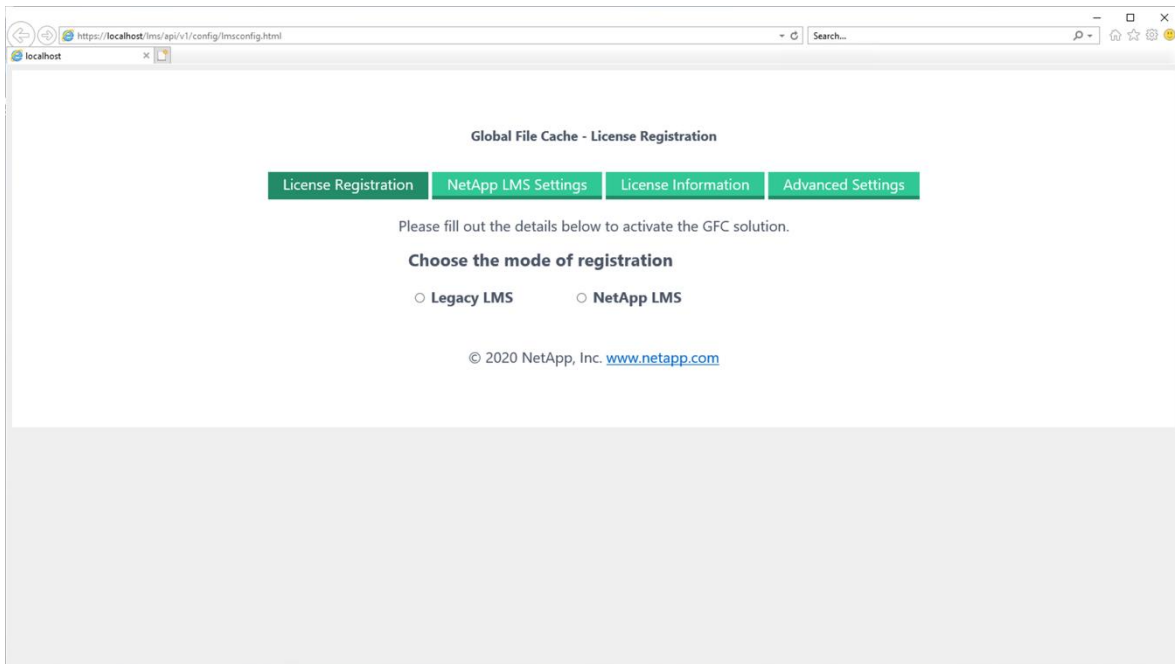 https://localhost/lms/api/v1/config/lmsconfig.html
Search...
localhost
Global File Cache - License Registration
License Registration NetApp LMS Settings License Information Advanced Settings
Please fill out the details below to activate the GFC solution.
Choose the mode of registration
Legacy LMS NetApp LMS
© 2020 NetApp, Inc. www.netapp.com